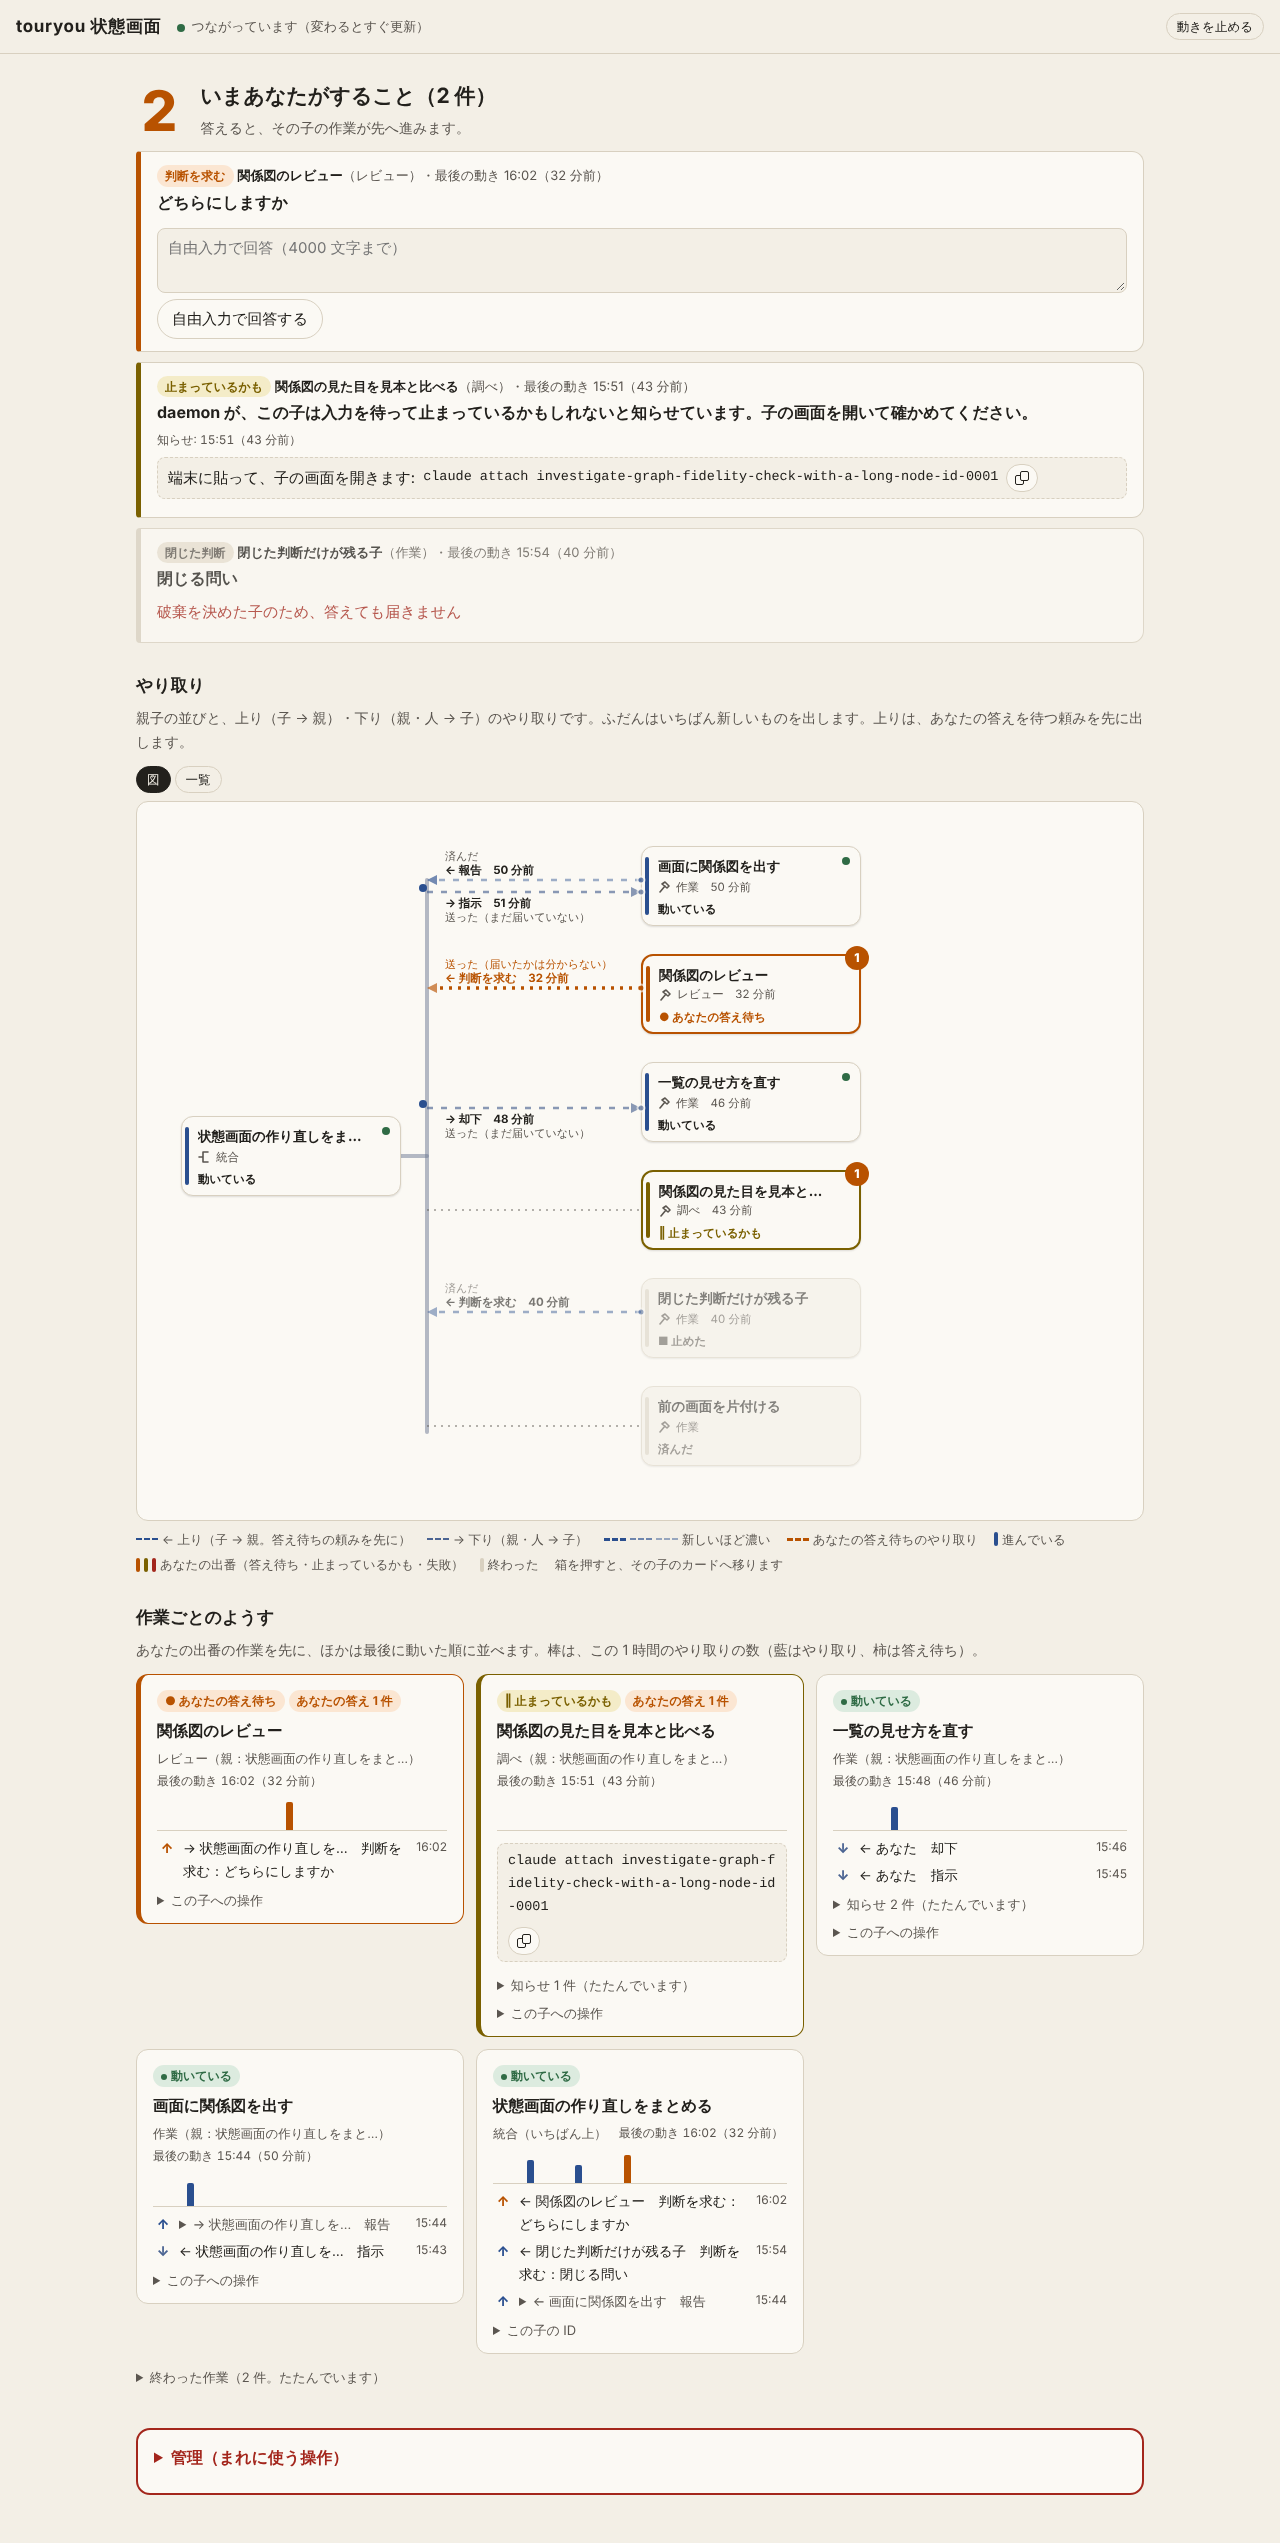 touryou 状態画面
つながっています（変わるとすぐ更新）
動きを止める
2
いまあなたがすること（2 件）
答えると、その子の作業が先へ進みます。
判断を求む 関係図のレビュー（レビュー）・最後の動き 16:02（32 分前）
どちらにしますか
自由入力で回答（4000 文字まで）
自由入力で回答する
止まっているかも 関係図の見た目を見本と比べる（調べ）・最後の動き 15:51（43 分前）
daemon が、この子は入力を待って止まっているかもしれないと知らせています。子の画面を開いて確かめてください。
知らせ: 15:51（43 分前）
端末に貼って、子の画面を開きます: claude attach investigate-graph-fidelity-check-with-a-long-node-id-0001
閉じた判断 閉じた判断だけが残る子（作業）・最後の動き 15:54（40 分前）
閉じる問い
破棄を決めた子のため、答えても届きません
やり取り
親子の並びと、上り（子 → 親）・下り（親・人 → 子）のやり取りです。ふだんはいちばん新しいものを出します。上りは、あなたの答えを待つ頼みを先に出
します。
図 一覧
済んだ
← 報告 50 分前
→ 指示 51 分前
送った（まだ届いていない）
画面に関係図を出す
作業 50 分前
動いている
送った（届いたかは分からない）
← 判断を求む 32 分前
1
関係図のレビュー
レビュー 32 分前
● あなたの答え待ち
→ 却下 48 分前
送った（まだ届いていない）
一覧の見せ方を直す
作業 46 分前
動いている
状態画面の作り直しをま…
統合
動いている
1
関係図の見た目を見本と…
調べ 43 分前
‖ 止まっているかも
済んだ
← 判断を求む 40 分前
閉じた判断だけが残る子
作業 40 分前
■ 止めた
前の画面を片付ける
作業
済んだ
← 上り（子 → 親。答え待ちの頼みを先に） → 下り（親・人 → 子） 新しいほど濃い あなたの答え待ちのやり取り 進んでいる
あなたの出番（答え待ち・止まっているかも・失敗） 終わった 箱を押すと、その子のカードへ移ります
作業ごとのようす
あなたの出番の作業を先に、ほかは最後に動いた順に並べます。棒は、この 1 時間のやり取りの数（藍はやり取り、柿は答え待ち）。
● あなたの答え待ち あなたの答え 1 件
関係図のレビュー
レビュー（親：状態画面の作り直しをまと…）
最後の動き 16:02（32 分前）
↑ → 状態画面の作り直しを… 判断を 16:02
求む：どちらにしますか
▶ この子への操作
‖ 止まっているかも あなたの答え 1 件
関係図の見た目を見本と比べる
調べ（親：状態画面の作り直しをまと…）
最後の動き 15:51（43 分前）
claude attach investigate-graph-f
idelity-check-with-a-long-node-id
-0001
▶ 知らせ 1 件（たたんでいます）
▶ この子への操作
● 動いている
一覧の見せ方を直す
作業（親：状態画面の作り直しをまと…）
最後の動き 15:48（46 分前）
↓ ← あなた 却下 15:46
↓ ← あなた 指示 15:45
▶ 知らせ 2 件（たたんでいます）
▶ この子への操作
● 動いている
画面に関係図を出す
作業（親：状態画面の作り直しをまと…）
最後の動き 15:44（50 分前）
↑ ▶ → 状態画面の作り直しを… 報告 15:44
↓ ← 状態画面の作り直しを… 指示 15:43
▶ この子への操作
● 動いている
状態画面の作り直しをまとめる
統合（いちばん上） 最後の動き 16:02（32 分前）
↑ ← 関係図のレビュー 判断を求む： 16:02
どちらにしますか
↑ ← 閉じた判断だけが残る子 判断を 15:54
求む：閉じる問い
↑ ▶ ← 画面に関係図を出す 報告 15:44
▶ この子の ID
▶ 終わった作業（2 件。たたんでいます）
▶ 管理（まれに使う操作）